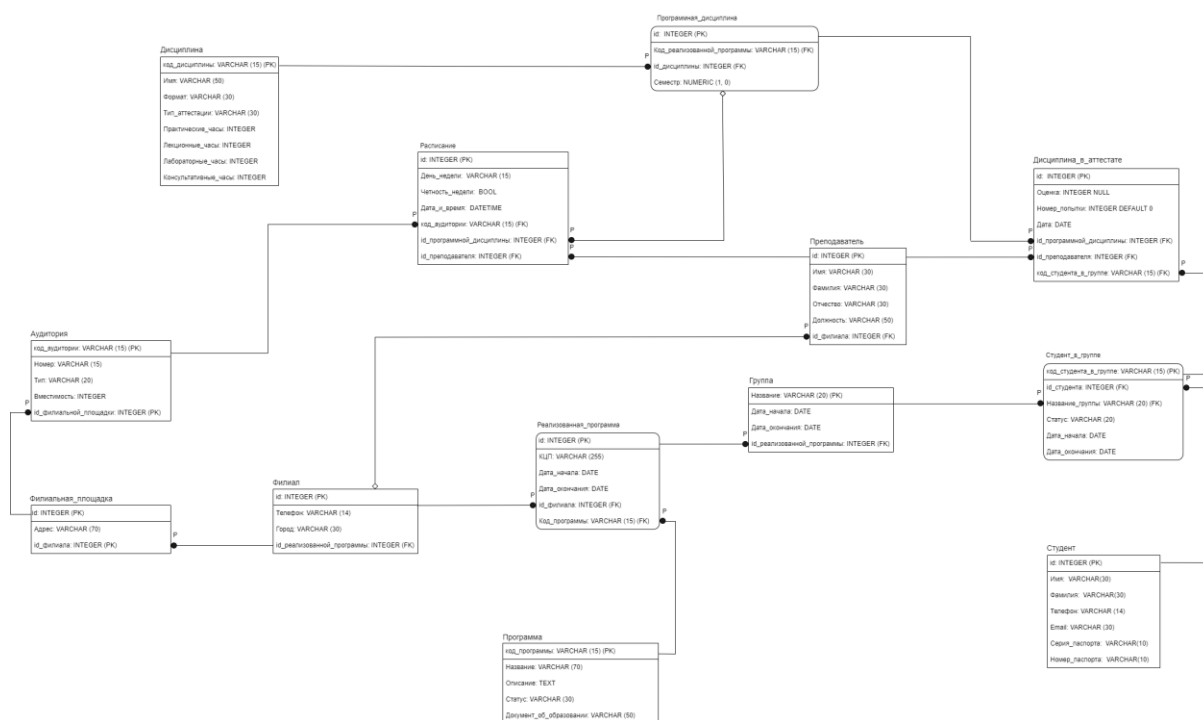 Программная_дисциплина
id: INTEGER (PK)
Код_реализованной_программы: VARCHAR (15) (FK)
id_дисциплины: INTEGER (FK)
Семестр: NUMERIC (1, 0)
P
Дисциплина
код_дисциплины: VARCHAR (15) (PK)
Имя: VARCHAR (50)
Формат: VARCHAR (30)
Тип_аттестации: VARCHAR (30)
Практические_часы: INTEGER
Лекционные_часы: INTEGER
Лабораторные_часы: INTEGER
Консультативные_часы: INTEGER
Расписание
id: INTEGER (PK)
День_недели: VARCHAR (15)
Четность_недели: BOOL
Дата_и_время: DATETIME
код_аудитории: VARCHAR (15) (FK)
id_программной_дисциплины: INTEGER (FK)
id_преподавателя: INTEGER (FK)
P
P
P
Дисциплина_в_аттестате
id: INTEGER (PK)
Оценка: INTEGER NULL
Номер_попытки: INTEGER DEFAULT 0
Дата: DATE
id_программной_дисциплины: INTEGER (FK)
id_преподавателя: INTEGER (FK)
код_студента_в_группе: VARCHAR (15) (FK)
P
P
P
Преподаватель
id: INTEGER (PK)
Имя: VARCHAR (30)
Фамилия: VARCHAR (30)
Отчество: VARCHAR (30)
Должность: VARCHAR (50)
id_филиала: INTEGER (FK)
P
Аудитория
код_аудитории: VARCHAR (15) (PK)
Номер: VARCHAR (15)
Тип: VARCHAR (20)
Вместимость: INTEGER
id_филиальной_площадки: INTEGER (PK)
P
Студент_в_группе
код_студента_в_группе: VARCHAR (15) (PK)
id_студента: INTEGER (FK)
Название_группы: VARCHAR (20) (FK)
Статус: VARCHAR (20)
Дата_начала: DATE
Дата_окончания: DATE
P
P
Группа
Название: VARCHAR (20) (PK)
Дата_начала: DATE
Дата_окончания: DATE
id_реализованной_программы: INTEGER (FK)
P
Реализованная_программа
id: INTEGER (PK)
КЦП: VARCHAR (255)
Дата_начала: DATE
Дата_окончания: DATE
id_филиала: INTEGER (FK)
Код_программы: VARCHAR (15) (FK)
P
P
Филиал
id: INTEGER (PK)
Телефон: VARCHAR (14)
Город: VARCHAR (30)
id_реализованной_программы: INTEGER (FK)
Филиальная_площадка
id: INTEGER (PK)
Адрес: VARCHAR (70)
id_филиала: INTEGER (PK)
P
Студент
id: INTEGER (PK)
Имя: VARCHAR(30)
Фамилия: VARCHAR(30)
Телефон: VARCHAR (14)
Email: VARCHAR (30)
Серия_паспорта: VARCHAR(10)
Номер_паспорта: VARCHAR(10)
Программа
код_программы: VARCHAR (15) (PK)
Название: VARCHAR (70)
Описание: TEXT
Статус: VARCHAR (30)
Документ_об_образовании: VARCHAR (50)